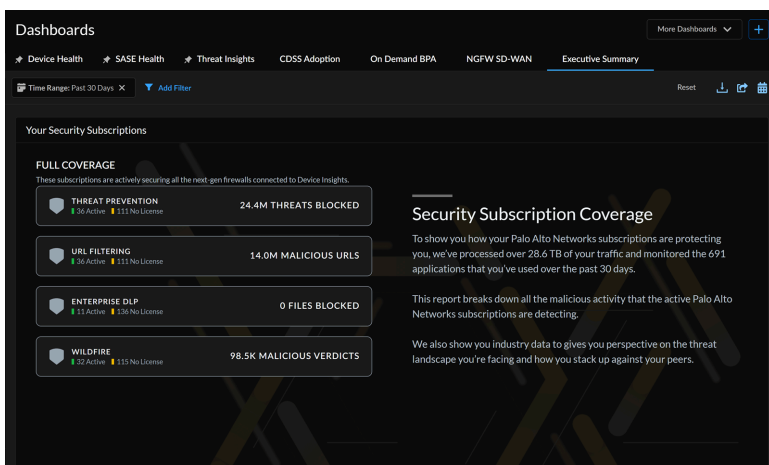 Dashboards
More Dashboards
Device Health
SASE Health
Threat Insights
CDSS Adoption
On Demand BPA
NGFW SD-WAN
Executive Summary
Time Range: Past 30 Days X
Add Filter
Reset
Your Security Subscriptions
FULL COVERAGE
These subscriptions are actively securing all the next-gen firewalls connected to Device Insights.
THREAT PREVENTION
36 Active 111 No License
24.4M THREATS BLOCKED
URL FILTERING
36 Active 111 No License
14.0M MALICIOUS URLS
ENTERPRISE DLP
11 Active 136 No License
0 FILES BLOCKED
WILDFIRE
32 Active 115 No License
98.5K MALICIOUS VERDICTS
Security Subscription Coverage
To show you how your Palo Alto Networks subscriptions are protecting
you, we've processed over 28.6 TB of your traffic and monitored the 691
applications that you've used over the past 30 days.
This report breaks down all the malicious activity that the active Palo Alto
Networks subscriptions are detecting.
We also show you industry data to gives you perspective on the threat
landscape you're facing and how you stack up against your peers.